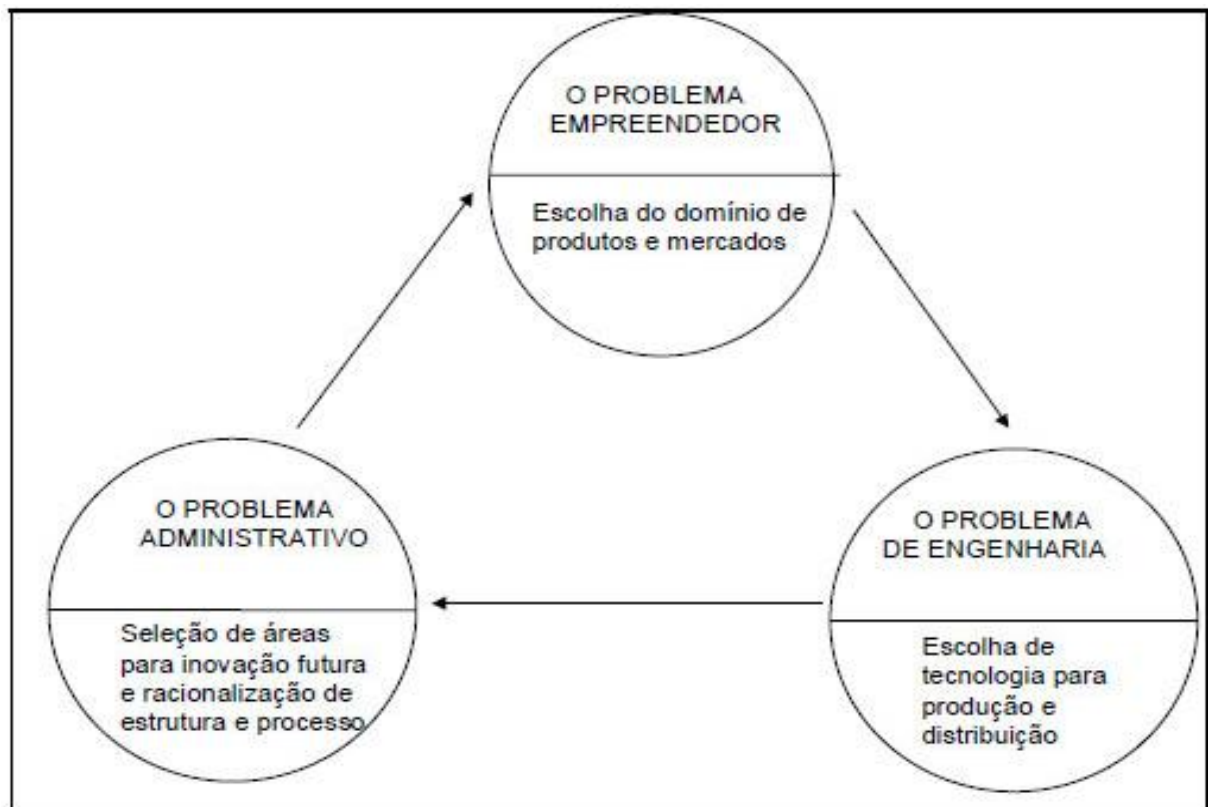 O PROBLEMA
EMPREENDEDOR
Escolha do domínio de
produtos e mercados
O PROBLEMA
ADMINISTRATIVO
Seleção de áreas
para inovação futura
e racionalização de
estrutura e processo
O PROBLEMA
DE ENGENHARIA
Escolha de
tecnologia para
produção e
distribuição